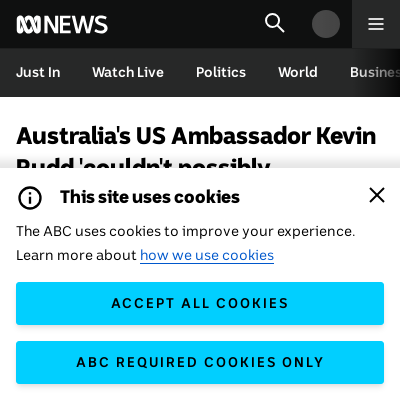 NEWS
Just In Watch Live Politics World Busines
Australia's US Ambassador Kevin
Rudd 'couldn't possibly
This site uses cookies
The ABC uses cookies to improve your experience.
Learn more about how we use cookies
ACCEPT ALL COOKIES
ABC REQUIRED COOKIES ONLY